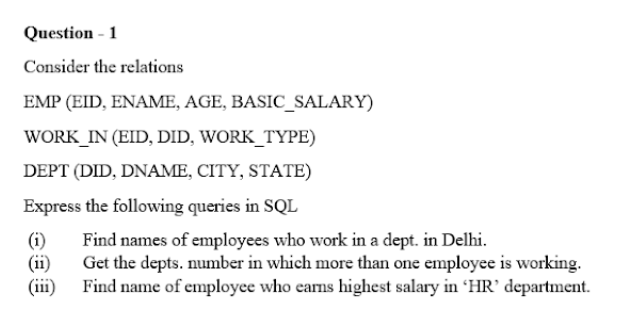 Question - 1
Consider the relations
EMP (EID, ENAME, AGE, BASIC_SALARY)
WORK_IN (EID, DID, WORK_TYPE)
DEPT (DID, DNAME, CITY, STATE)
Express the following queries in SQL
(i) Find names of employees who work in a dept. in Delhi.
(ii) Get the depts. number in which more than one employee is working.
(iii) Find name of employee who earns highest salary in ‘HR’ department.